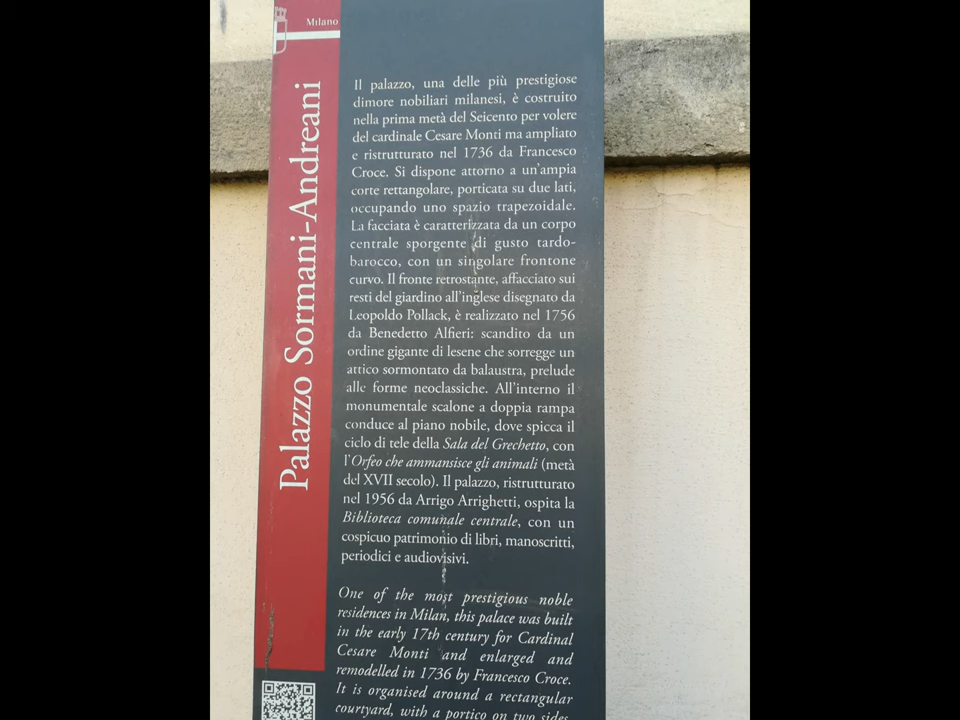 Milano
Palazzo Sormani-Andreani
Il palazzo, una delle più prestigiose
dimore nobiliari milanesi, è costruito
nella prima metà del Seicento per volere
del cardinale Cesare Monti ma ampliato
e ristrutturato nel 1736 da Francesco
Croce. Si dispone attorno a un'ampia
corte rettangolare, porticata su due lati,
occupando uno spazio trapezoidale.
La facciata è caratterizzata da un corpo
centrale sporgente di gusto tardo-
barocco, con un singolare frontone
curvo. Il fronte retrostante, affacciato sui
resti del giardino all'inglese disegnato da
Leopoldo Pollack, è realizzato nel 1756
da Benedetto Alfieri: scandito da un
ordine gigante di lesene che sorregge un
attico sormontato da balaustra, prelude
alle forme neoclassiche. All'interno il
monumentale scalone a doppia rampa
conduce al piano nobile, dove spicca il
ciclo di tele della Sala del Grechetto, con
l'Orfeo che ammansisce gli animali (metà
del XVII secolo). Il palazzo, ristrutturato
nel 1956 da Arrigo Arrighetti, ospita la
Biblioteca comunale centrale, con un
cospicuo patrimonio di libri, manoscritti,
periodici e audiovisivi.
One of the most prestigious noble
residences in Milan, this palace was built
in the early 17th century for Cardinal
Cesare Monti and enlarged and
remodelled in 1736 by Francesco Croce.
It is organised around a rectangular
courtyard, with a portico on two sides,